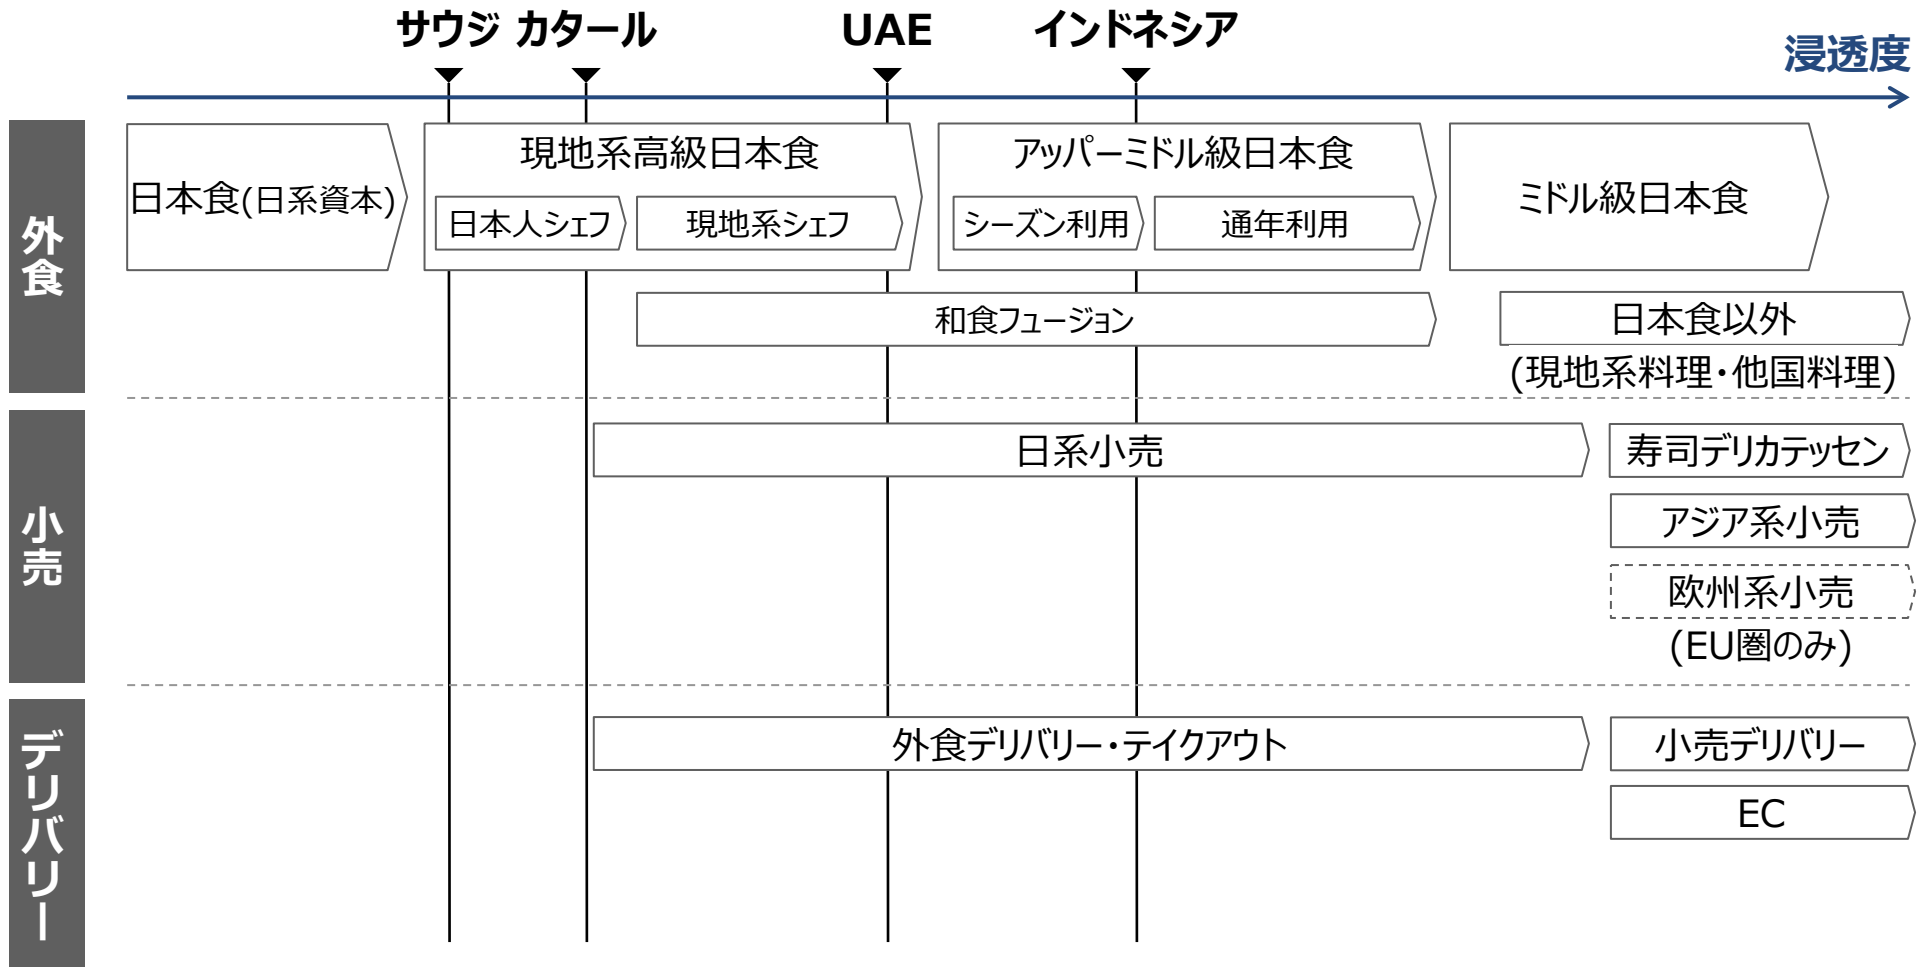 サウジ カタール UAE インドネシア
浸透度
外食
日本食(日系資本)
現地系高級日本食
日本人シェフ
現地系シェフ
アッパーミドル級日本食
シーズン利用
通年利用
ミドル級日本食
和食フュージョン
日本食以外
(現地系料理・他国料理)
小売
日系小売
寿司デリカテッセン
アジア系小売
欧州系小売
(EU圏のみ)
デリバリー
外食デリバリー・テイクアウト
小売デリバリー
EC